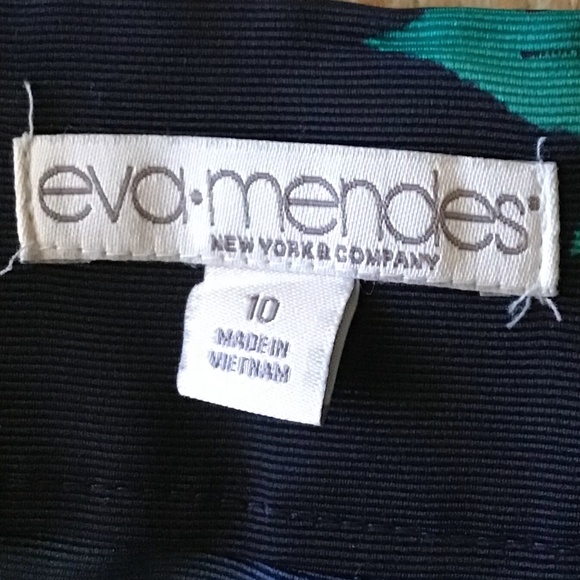 eva·mendes
NEW YORK & COMPANY
10
MADE IN
VIETNAM